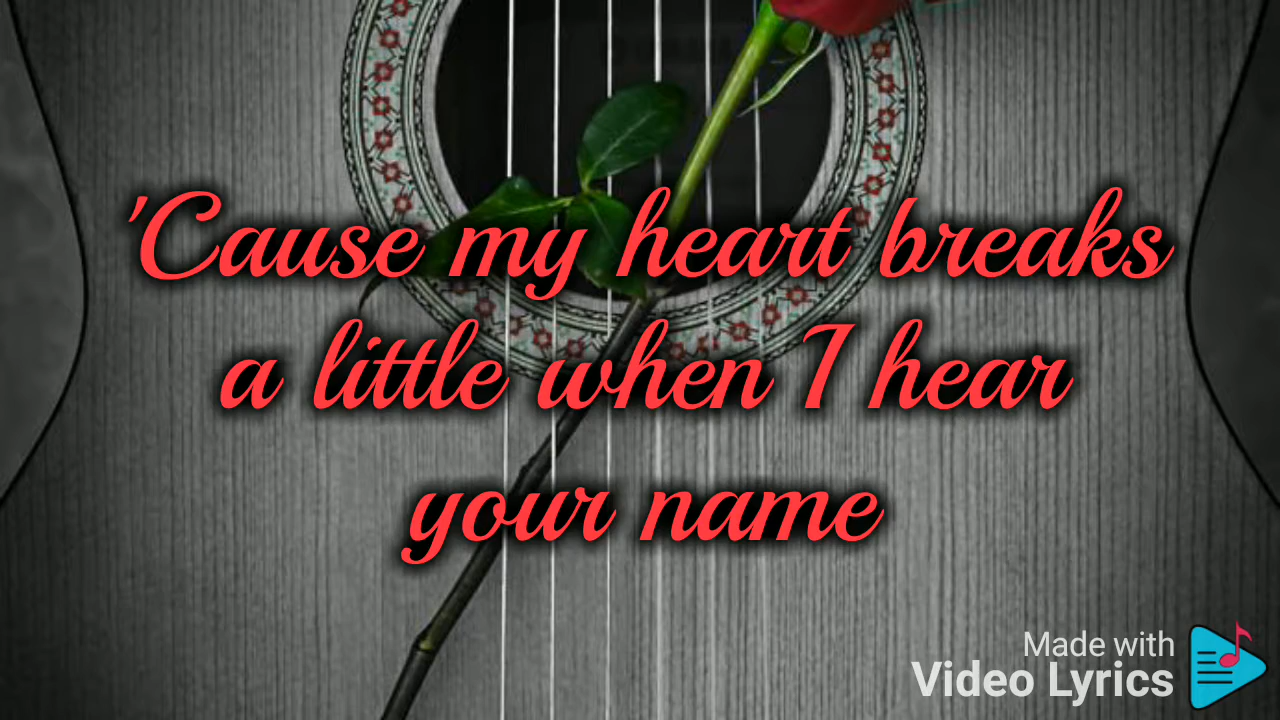 'Cause my heart breaks
a little when I hear
your name
Made with
Video Lyrics